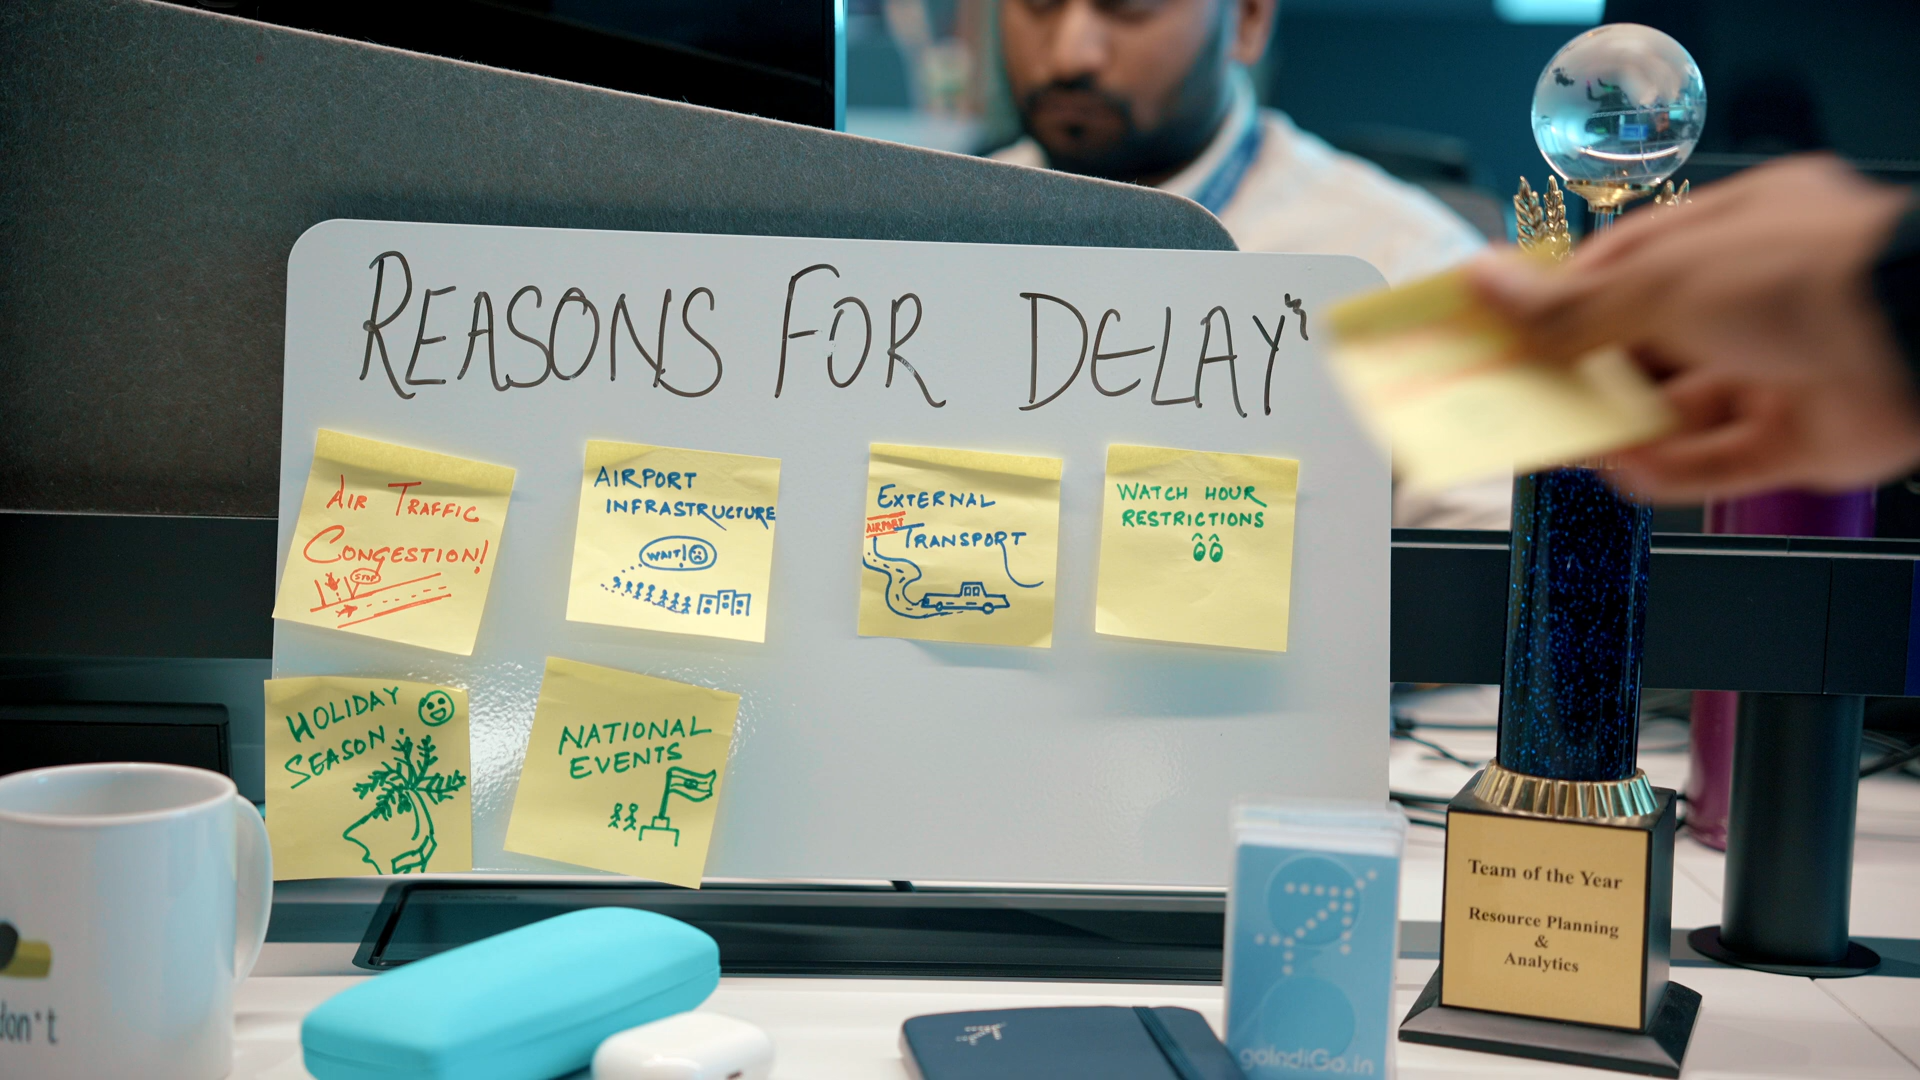 REASONS FOR DELAY
AIR TRAFFIC
CONGESTION!
STOP
AIRPORT
INFRASTRUCTURE
WAIT!
EXTERNAL
AIRPORT
TRANSPORT
WATCH HOUR
RESTRICTIONS
HOLIDAY
SEASON
NATIONAL
EVENTS
don't
goIndiGo.in
Team of the Year
Resource Planning
&
Analytics